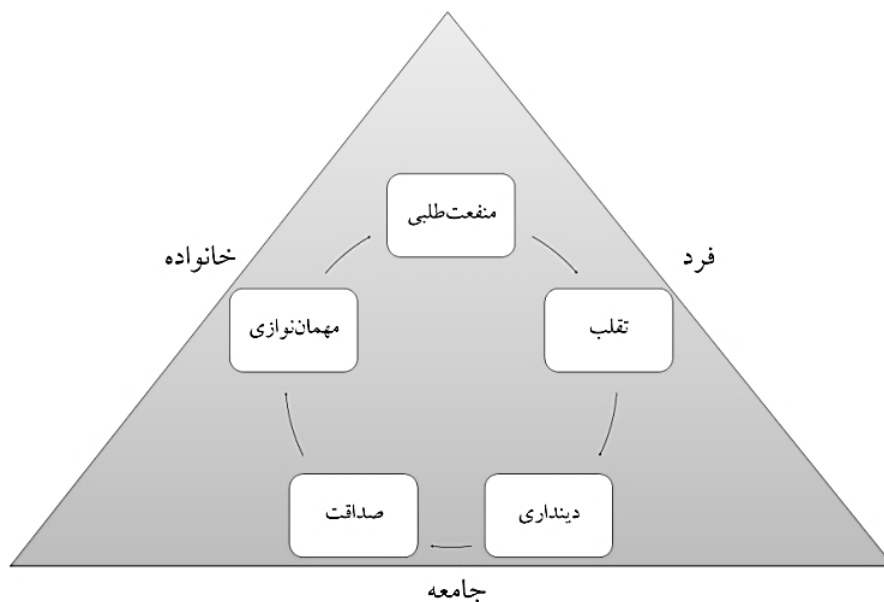 منفعت‌طلبی
فرد
خانواده
تقلب
مهمان‌نوازی
دینداری
صداقت
جامعه